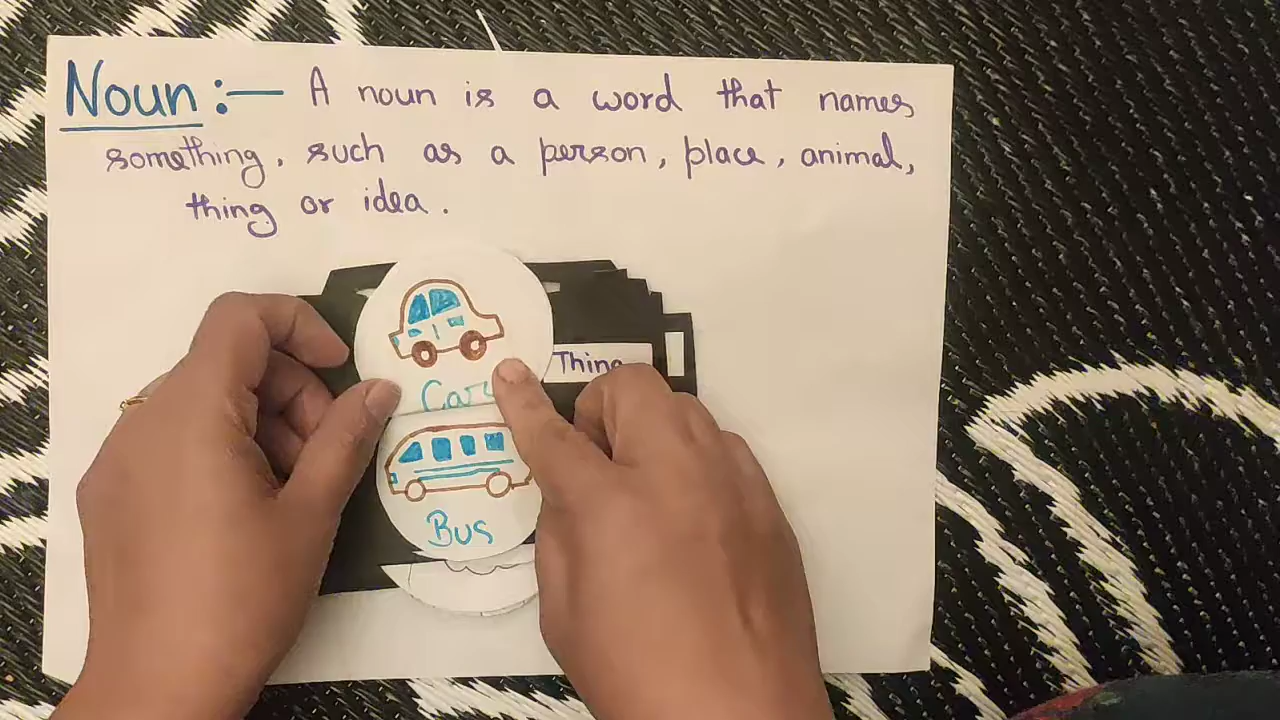 Noun :— A noun is a word that names
something, such as a person, place, animal,
thing or idea.
Thing
Car
Bus